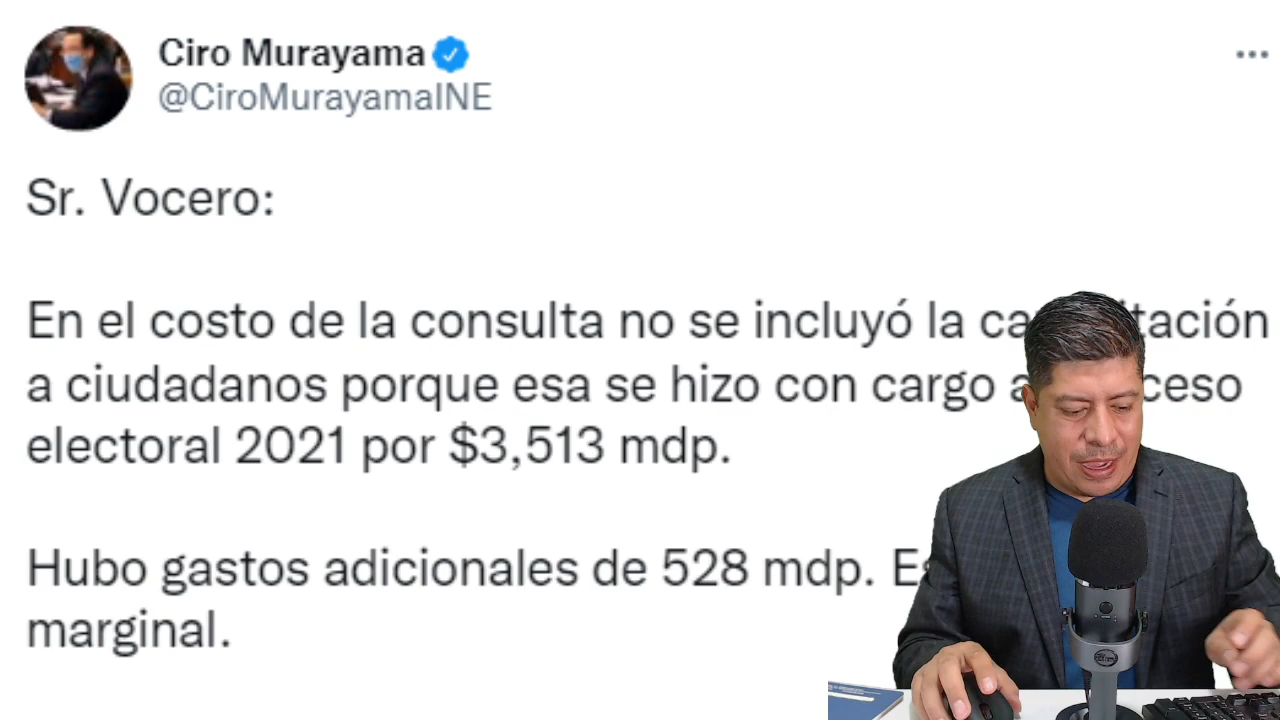 Ciro Murayama
@CiroMurayamaINE
Sr. Vocero:
En el costo de la consulta no se incluyó la
a ciudadanos porque esa se hizo con cargo
electoral 2021 por $3,513 mdp.
Hubo gastos adicionales de 528 mdp.
marginal.